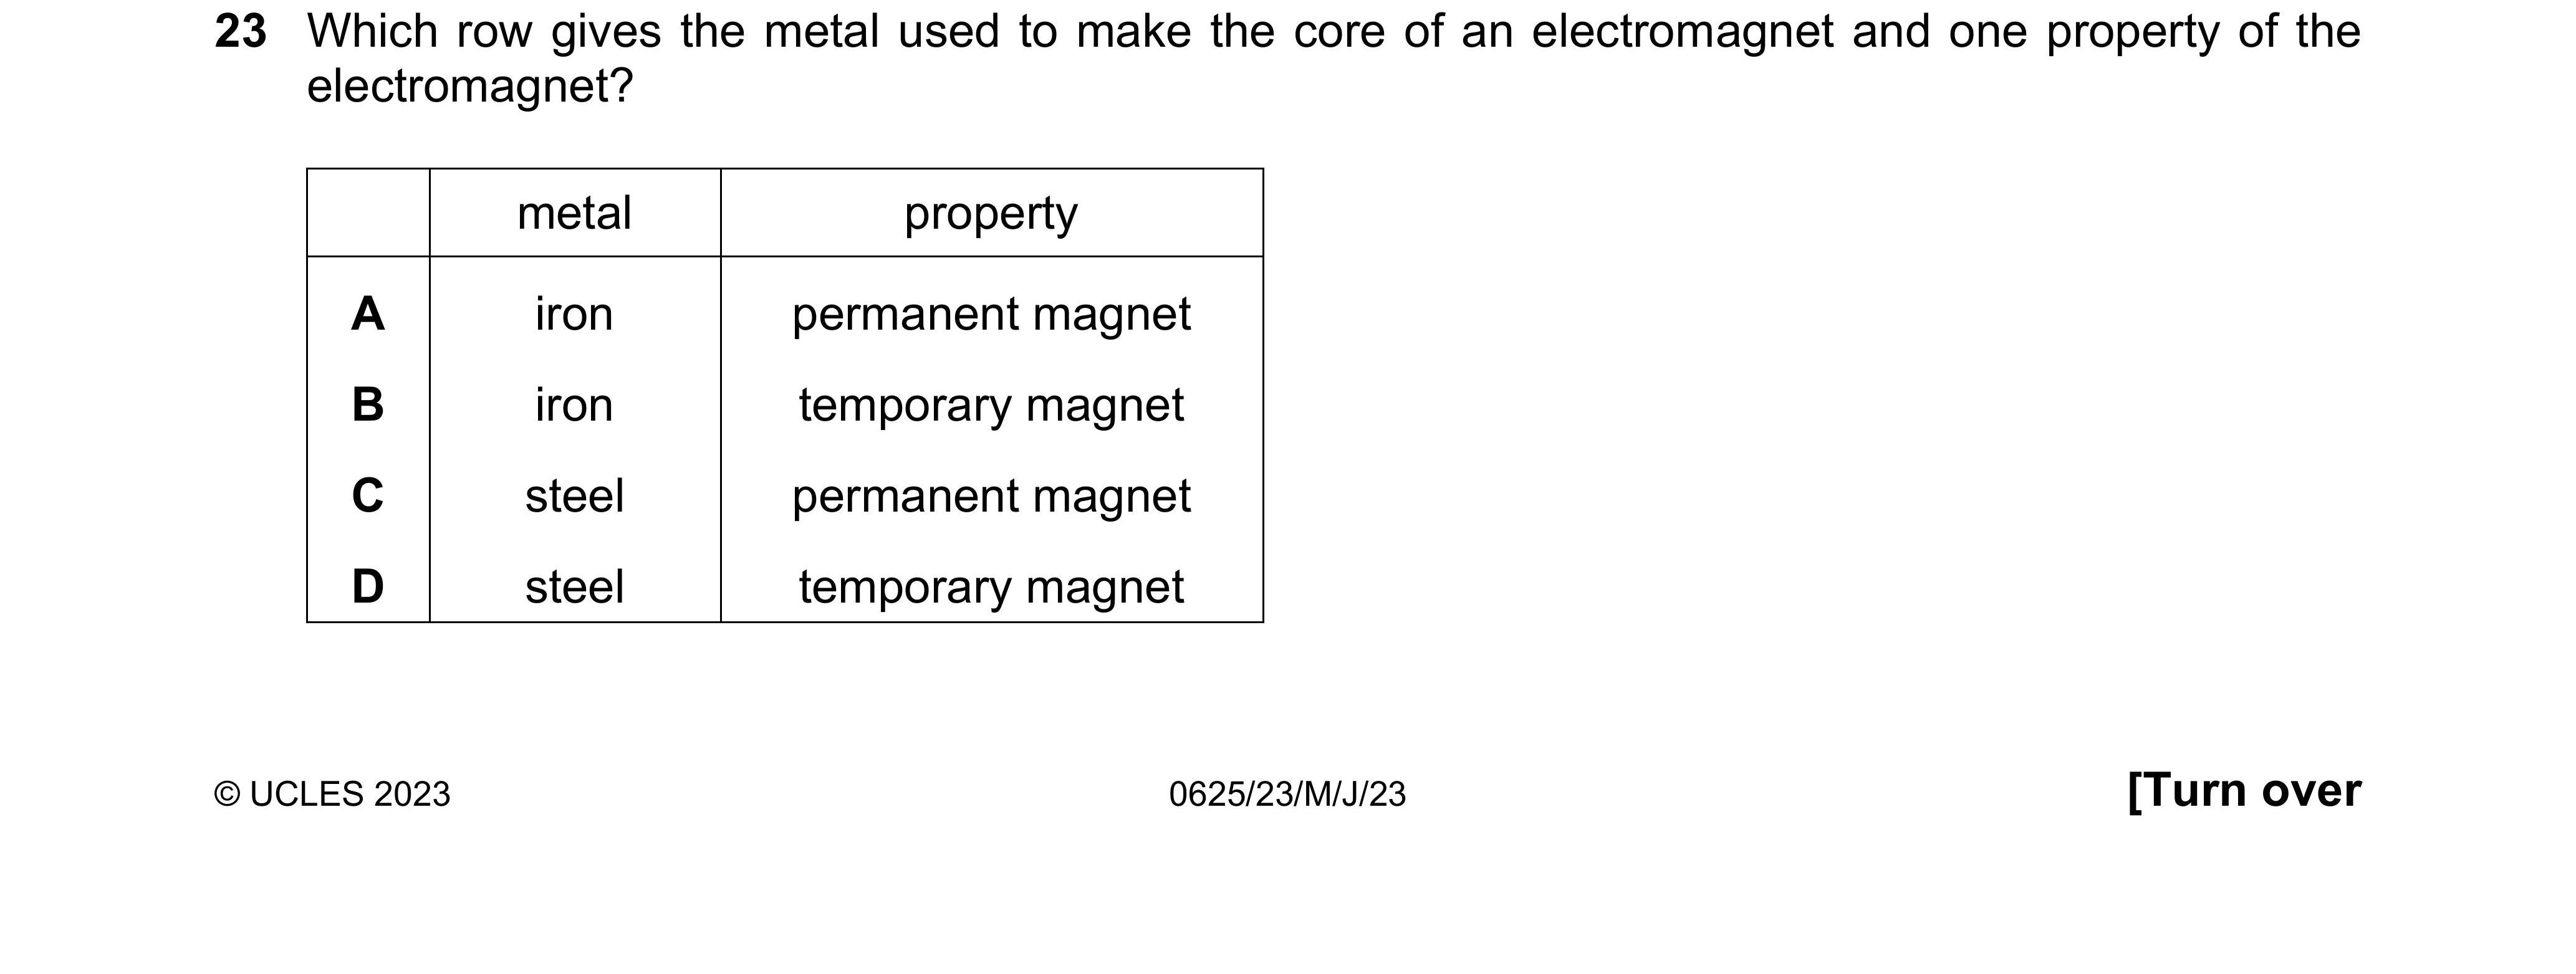 23 Which row gives the metal used to make the core of an electromagnet and one property of the
electromagnet?
metal property
A iron permanent magnet
B iron temporary magnet
C steel permanent magnet
D steel temporary magnet
© UCLES 2023 0625/23/M/J/23 [Turn over